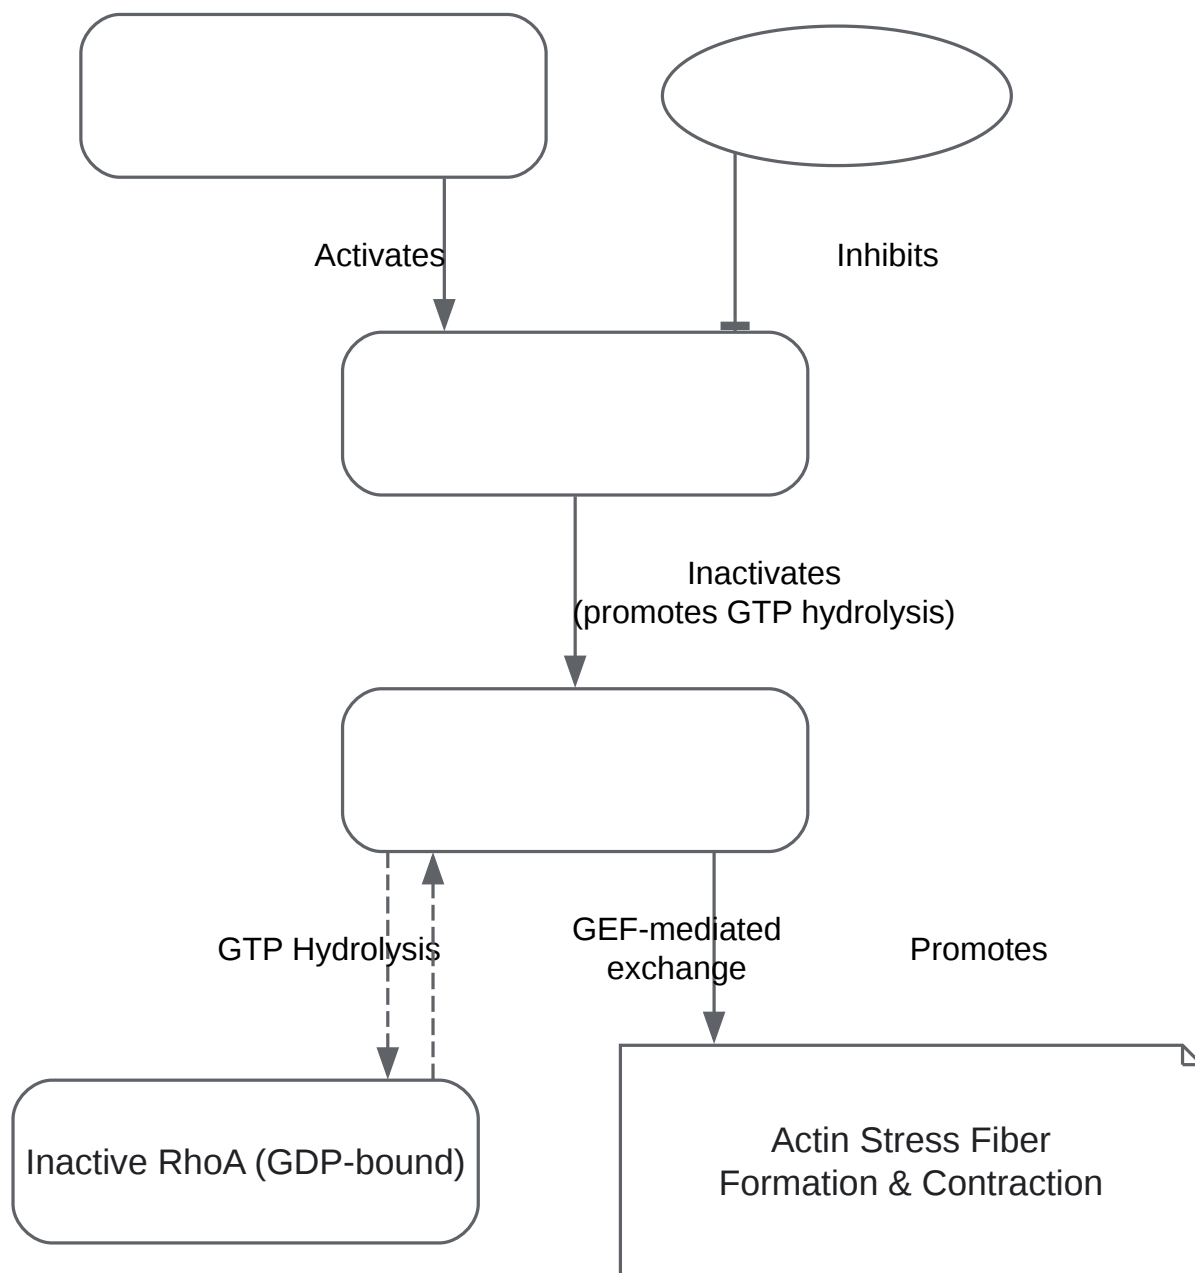 Activates
Inhibits
Inactivates
(promotes GTP hydrolysis)
GTP Hydrolysis
GEF-mediated
exchange
Promotes
Inactive RhoA (GDP-bound)
Actin Stress Fiber
Formation & Contraction